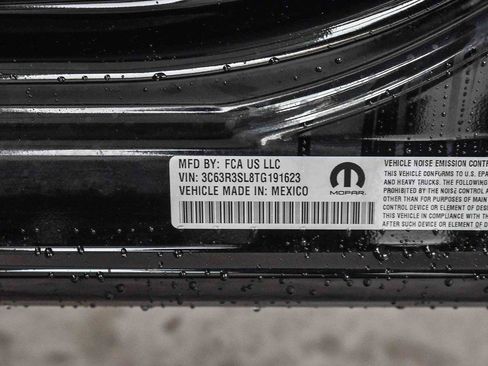 MFD BY: FCA US LLC
VIN: 3C63R3SL8TG191623
VEHICLE MADE IN: MEXICO
MOPAR
VEHICLE NOISE EMISSION CONTR
THIS VEHICLE CONFORMS TO U.S. EPA
AND HEAVY TRUCKS. THE FOLLOWING
PROHIBITED BY THE NOISE CONTROL A
OTHER THAN FOR PURPOSES OF MAIN
CONTROL DEVICE OR ELEMENT OF DESI
THIS VEHICLE IN COMPLIANCE WITH
AFTER SUCH DEVICE OR ELEMENT OF D